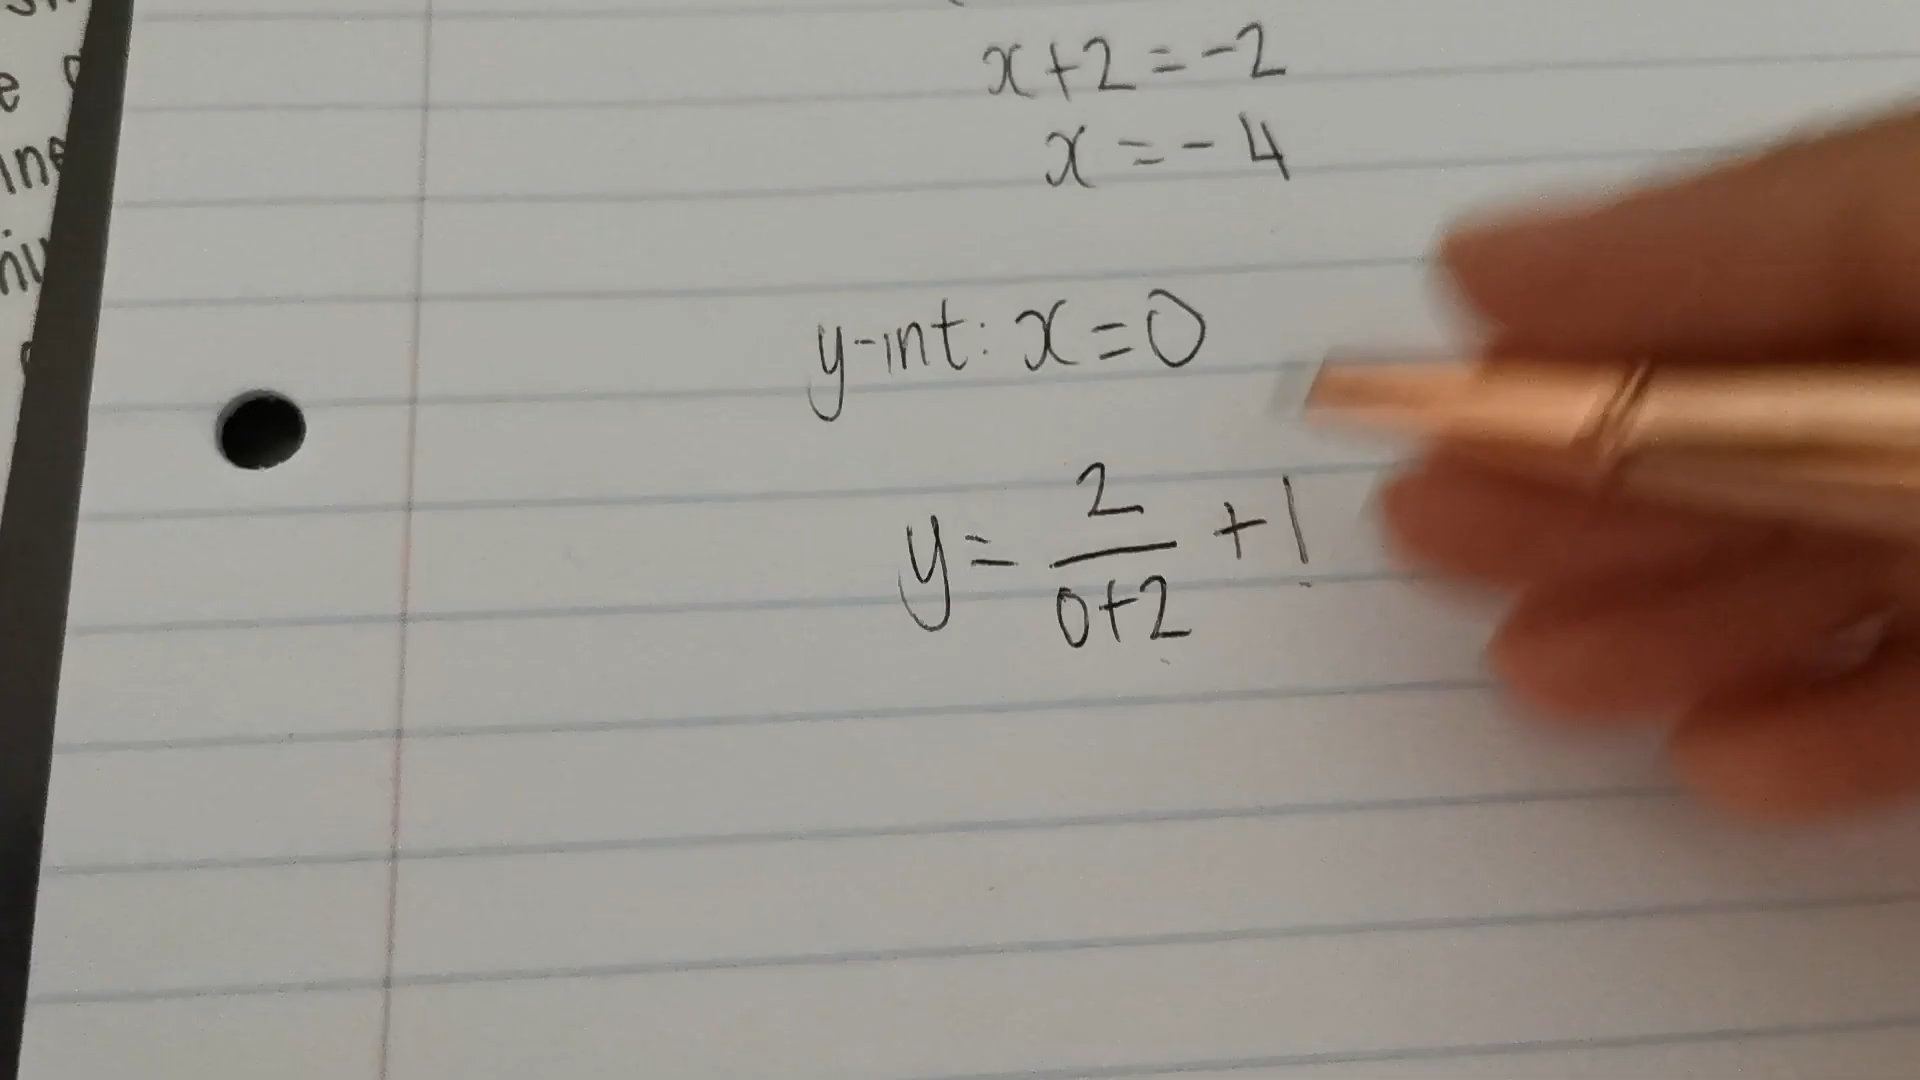 x+2=-2
x=-4
y-int: x=0
y= 2/0+2 +1